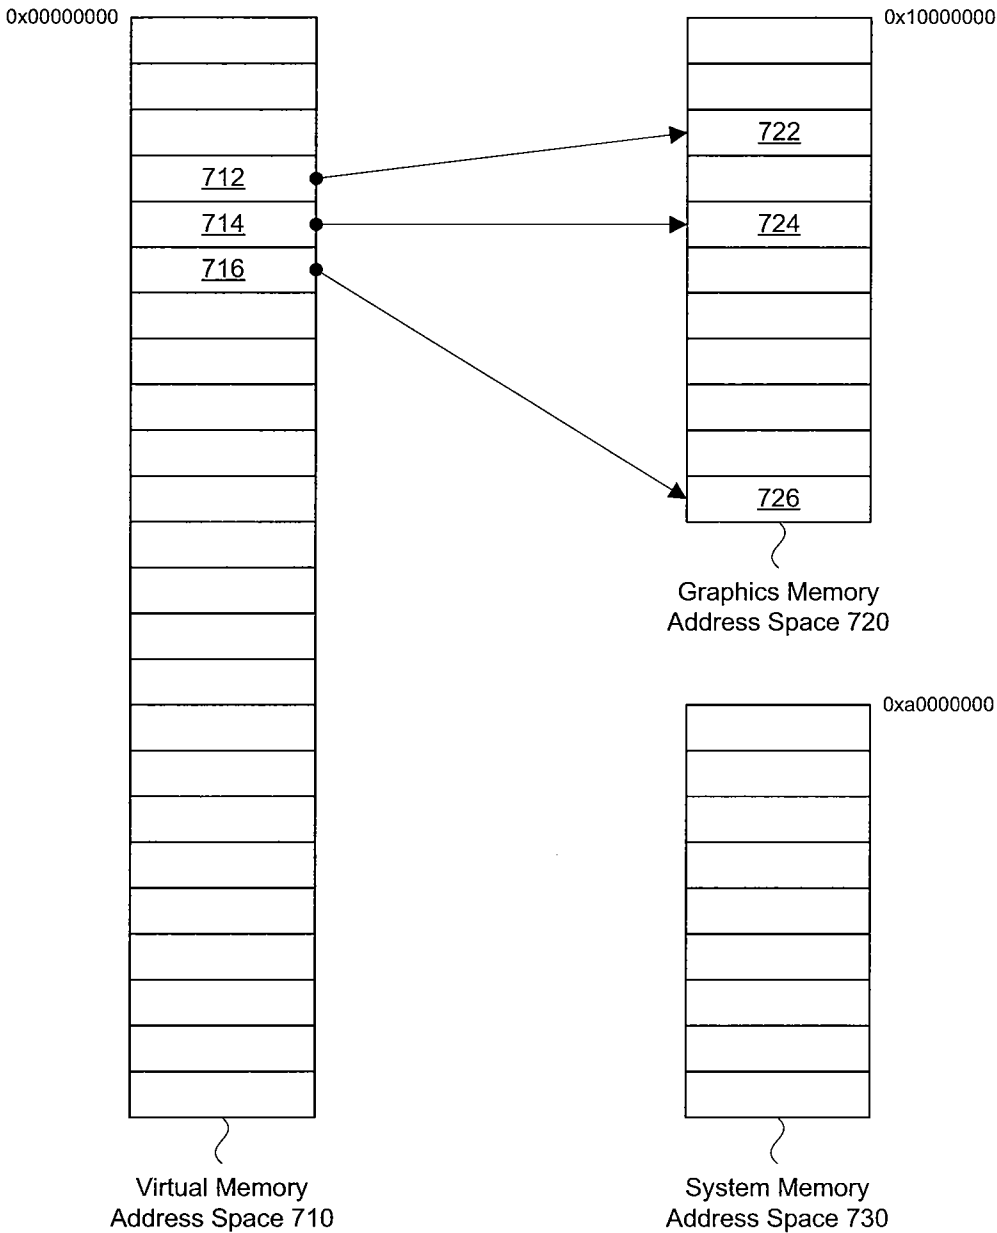 0x00000000
0x10000000
722
712
714
724
716
726
Graphics Memory
Address Space 720
0xa0000000
Virtual Memory
Address Space 710
System Memory
Address Space 730